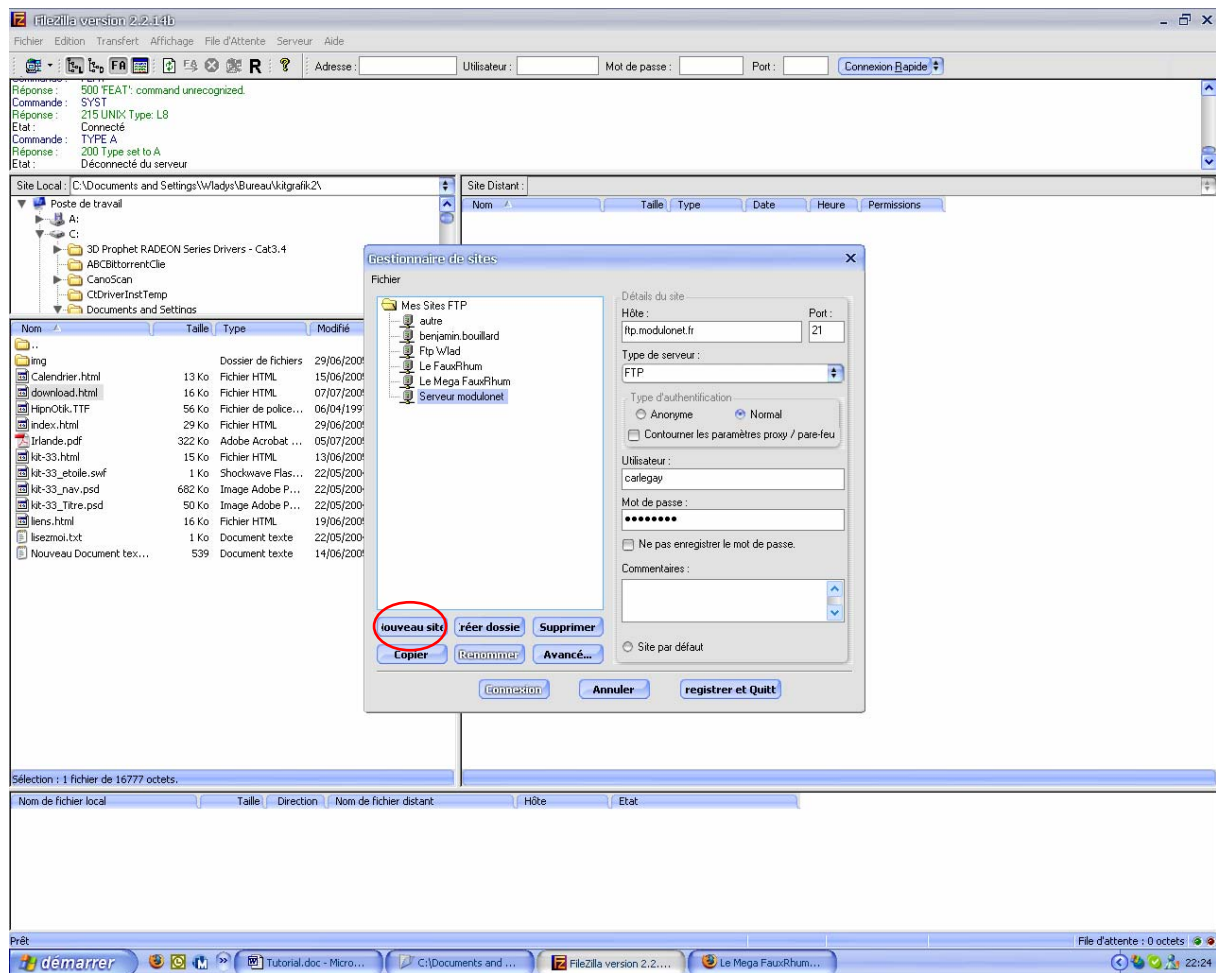 FileZilla version 2.2.14b
Fichier Edition Transfert Affichage File d'Attente Serveur Aide
Adresse : Utilisateur : Mot de passe : Port : Connexion Rapide
Réponse : 500 'FEAT': command unrecognized.
Commande : SYST
Réponse : 215 UNIX Type: L8
Etat : Connecté
Commande : TYPE A
Réponse : 200 Type set to A
Etat : Déconnecté du serveur
Site Local : C:\Documents and Settings\Wladys\Bureau\kitgrafik2\
Poste de travail
A:
C:
3D Prophet RADEON Series Drivers - Cat3.4
ABCBittorrentClie
CanoScan
CtDriverInstTemp
Documents and Settings
Site Distant :
Nom Taille Type Date Heure Permissions
Nom Taille Type Modifié
..
img Dossier de fichiers 29/06/200
Calendrier.html 13 Ko Fichier HTML 15/06/200
download.html 16 Ko Fichier HTML 07/07/200
HipnOtik.TTF 56 Ko Fichier de police... 06/04/199
index.html 29 Ko Fichier HTML 29/06/200
Irlande.pdf 322 Ko Adobe Acrobat ... 05/07/200
kit-33.html 15 Ko Fichier HTML 13/06/200
kit-33_etoile.swf 1 Ko Shockwave Flas... 22/05/200
kit-33_nav.psd 682 Ko Image Adobe P... 22/05/200
kit-33_Titre.psd 50 Ko Image Adobe P... 22/05/200
liens.html 16 Ko Fichier HTML 19/06/200
lisezmoi.txt 1 Ko Document texte 22/05/200
Nouveau Document tex... 539 Document texte 14/06/200
Sélection : 1 fichier de 16777 octets.
Gestionnaire de sites
Fichier
Mes Sites FTP
autre
benjamin.bouillard
Ftp Wlad
Le FauxRhum
Le Mega FauxRhum
Serveur modulonet
ouveau site réer dossie Supprimer
Copier Renommer Avancé...
Détails du site
Hôte : Port :
ftp.modulonet.fr 21
Type de serveur :
FTP
Type d'authentification
Anonyme Normal
Contourner les paramètres proxy / pare-feu
Utilisateur :
carlegay
Mot de passe :
••••••••
Ne pas enregistrer le mot de passe.
Commentaires :
Site par défaut
Connexion Annuler registrer et Quitt
Nom de fichier local Taille Direction Nom de fichier distant Hôte Etat
Prêt File d'attente : 0 octets
démarrer Tutorial.doc - Micro... C:\Documents and ... FileZilla version 2.2.... Le Mega FauxRhum... 22:24